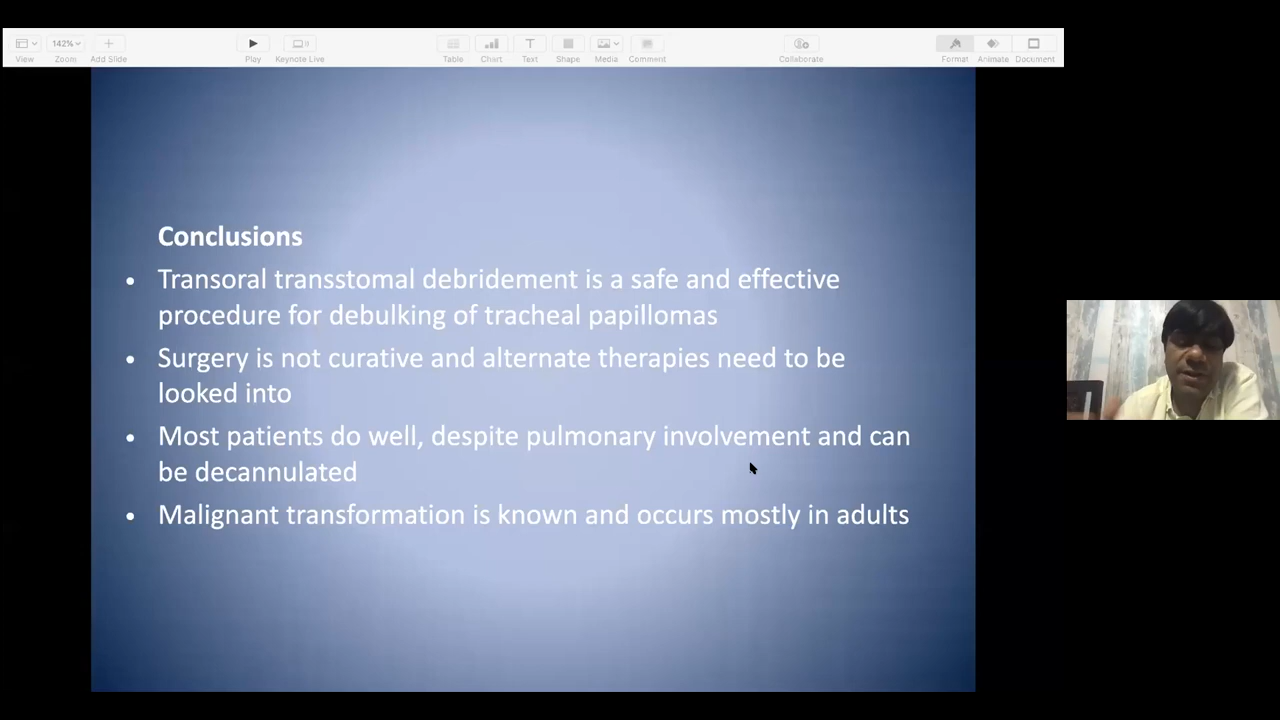 View
142%
Zoom
Add Slide
Play
Keynote Live
Table
Chart
Text
Shape
Media
Comment
Collaborate
Format
Animate
Document
Conclusions
• Transoral transstomal debridement is a safe and effective
procedure for debulking of tracheal papillomas
• Surgery is not curative and alternate therapies need to be
looked into
• Most patients do well, despite pulmonary involvement and can
be decannulated
• Malignant transformation is known and occurs mostly in adults